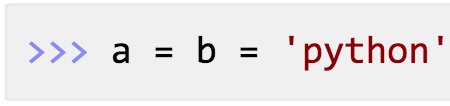 >>> a = b = 'python'